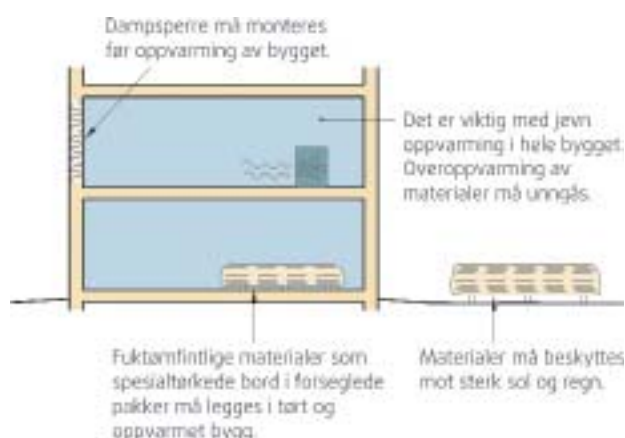 Dampsperre må monteres
før oppvarming av bygget.
Det er viktig med jevn
oppvarming i hele bygget.
Overoppvarming av
materialer må unngås.
Fuktømfintlige materialer som
spesialtørkede bord i forseglede
pakker må legges i tørt og
oppvarmet bygg.
Materialer må beskyttes
mot sterk sol og regn.